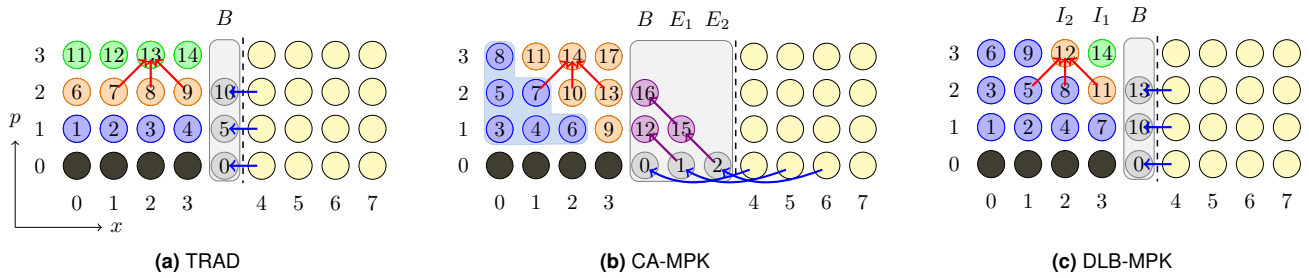 B
3 11 12 13 14
2 6 7 8 9 10
1 1 2 3 4 5
0 0
0 1 2 3 4 5 6 7
p
x
(a) TRAD
B E1 E2
3 8 11 14 17
2 5 7 10 13 16
1 3 4 6 9 12 15
0 0 1 2
0 1 2 3 4 5 6 7
(b) CA-MPK
I2 I1 B
3 6 9 12 14
2 3 5 8 11 13
1 1 2 4 7 10
0 0
0 1 2 3 4 5 6 7
(c) DLB-MPK